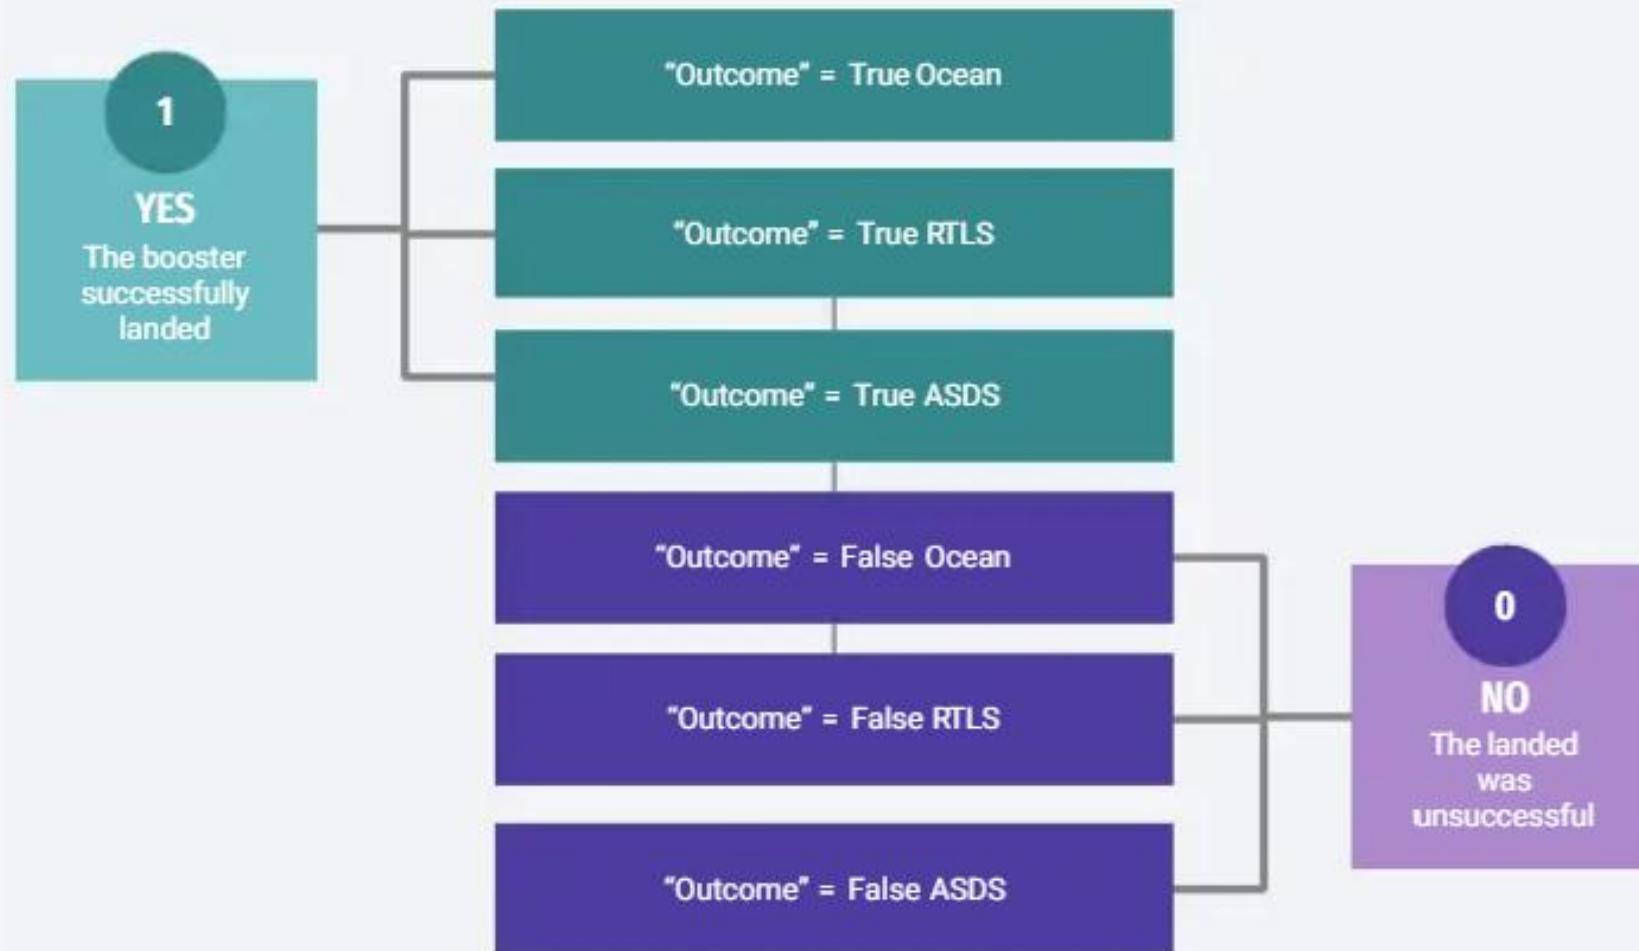 1
YES
The booster
successfully
landed
“Outcome” = True Ocean
“Outcome” = True RTLS
“Outcome” = True ASDS
“Outcome” = False Ocean
“Outcome” = False RTLS
“Outcome” = False ASDS
0
NO
The landed
was
unsuccessful